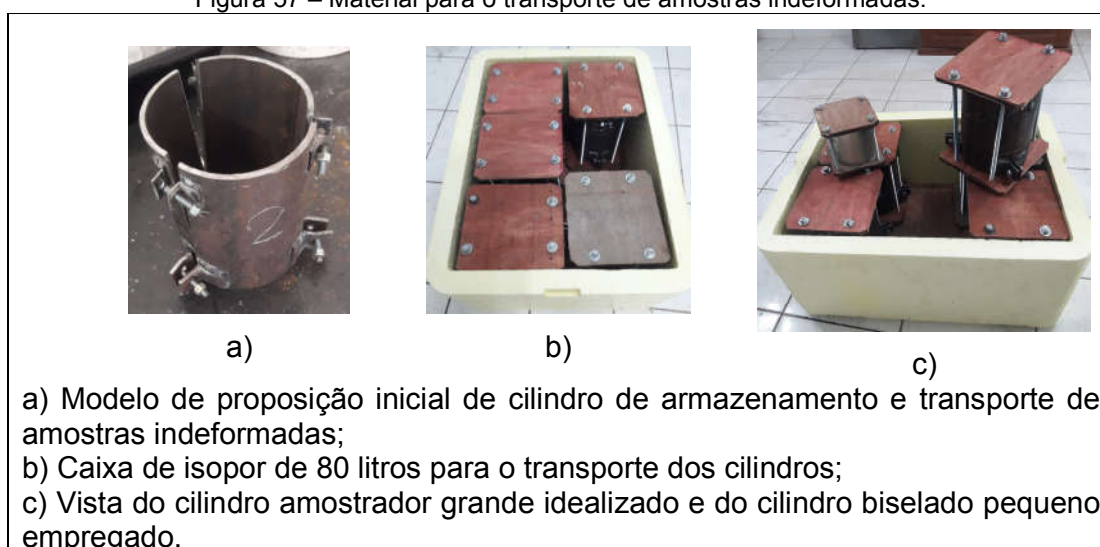 Figura 37 – Material para o transporte de amostras indeformadas.
2
a)
b)
c)
a) Modelo de proposição inicial de cilindro de armazenamento e transporte de
amostras indeformadas;
b) Caixa de isopor de 80 litros para o transporte dos cilindros;
c) Vista do cilindro amostrador grande idealizado e do cilindro biselado pequeno
empregado.